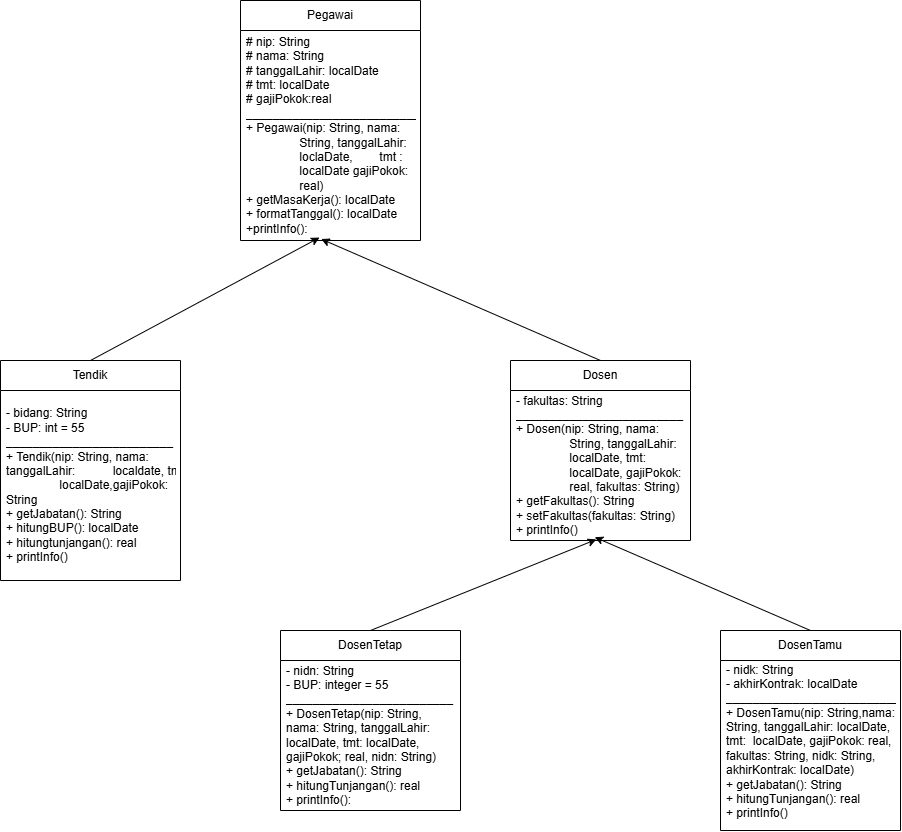 Pegawai
# nip: String
# nama: String
# tanggalLahir: localDate
# tmt: localDate
# gajiPokok:real
+ Pegawai(nip: String, nama:
String, tanggalLahir:
loclaDate, tmt :
localDate gajiPokok:
real)
+ getMasaKerja(): localDate
+ formatTanggal(): localDate
+printInfo():
Tendik
- bidang: String
- BUP: int = 55
+ Tendik(nip: String, nama:
tanggalLahir: localdate, tn
localDate,gajiPokok:
String
+ getJabatan(): String
+ hitungBUP(): localDate
+ hitungtunjangan(): real
+ printInfo()
Dosen
- fakultas: String
+ Dosen(nip: String, nama:
String, tanggalLahir:
localDate, tmt:
localDate, gajiPokok:
real, fakultas: String)
+ getFakultas(): String
+ setFakultas(fakultas: String)
+ printInfo()
DosenTetap
- nidn: String
- BUP: integer = 55
+ DosenTetap(nip: String,
nama: String, tanggalLahir:
localDate, tmt: localDate,
gajiPokok; real, nidn: String)
+ getJabatan(): String
+ hitungTunjangan(): real
+ printInfo():
DosenTamu
- nidk: String
- akhirKontrak: localDate
+ DosenTamu(nip: String,nama:
String, tanggalLahir: localDate,
tmt: localDate, gajiPokok: real,
fakultas: String, nidk: String,
akhirKontrak: localDate)
+ getJabatan(): String
+ hitungTunjangan(): real
+ printInfo()